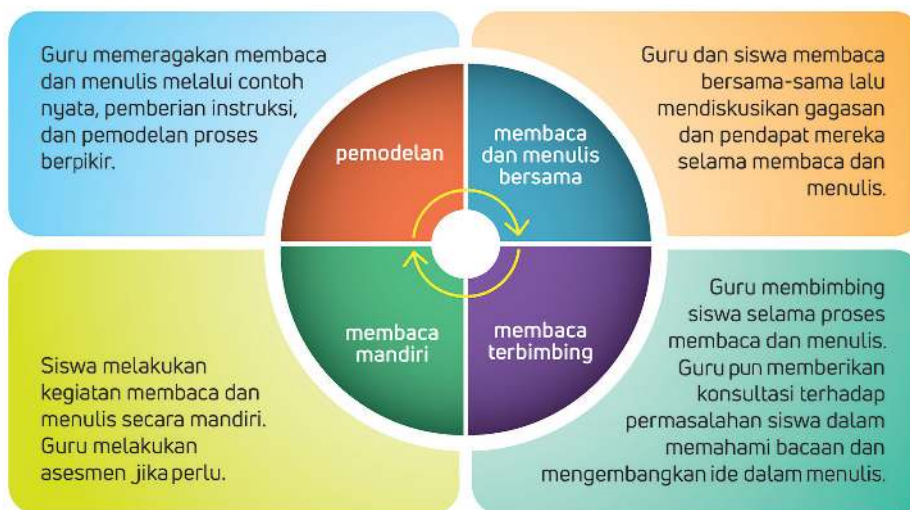 Guru memeragakan membaca
dan menulis melalui contoh
nyata, pemberian instruksi,
dan pemodelan proses
berpikir.
pemodelan
membaca
dan menulis
bersama
Guru dan siswa membaca
bersama-sama lalu
mendiskusikan gagasan
dan pendapat mereka
selama membaca dan
menulis.
Siswa melakukan
kegiatan membaca dan
menulis secara mandiri.
Guru melakukan
asesmen jika perlu.
membaca
mandiri
membaca
terbimbing
Guru membimbing
siswa selama proses
membaca dan menulis.
Guru pun memberikan
konsultasi terhadap
permasalahan siswa dalam
memahami bacaan dan
mengembangkan ide dalam menulis.